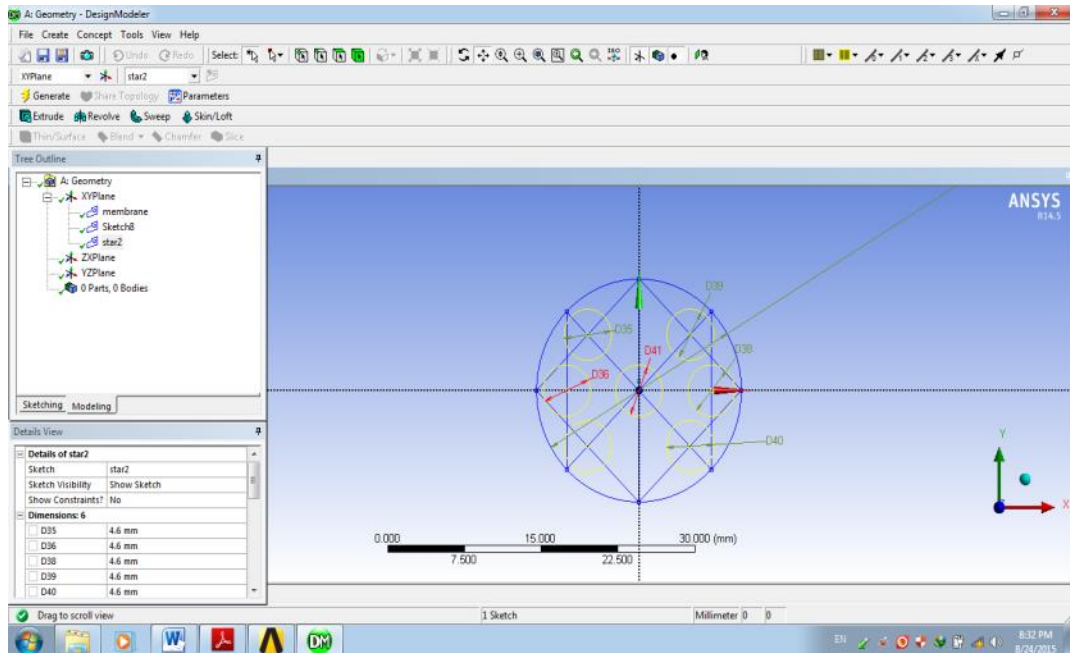 A: Geometry - DesignModeler
File Create Concept Tools View Help
Undo Redo Select:
XYPlane star2
Generate Share Topology Parameters
Extrude Revolve Sweep Skin/Loft
Thin/Surface Blend Chamfer Slice
Tree Outline
A: Geometry
XYPlane
membrane
Sketch8
star2
ZXPlane
YZPlane
0 Parts, 0 Bodies
Sketching Modeling
Details View
Details of star2
Sketch star2
Sketch Visibility Show Sketch
Show Constraints? No
Dimensions: 6
D35 4.6 mm
D36 4.6 mm
D38 4.6 mm
D39 4.6 mm
D40 4.6 mm
ANSYS
R14.5
D39
D35
D41
D38
D36
D40
Y
X
0.000 15.000 30.000 (mm)
7.500 22.500
Drag to scroll view 1 Sketch Millimeter 0 0
EN 8:32 PM
8/24/2015